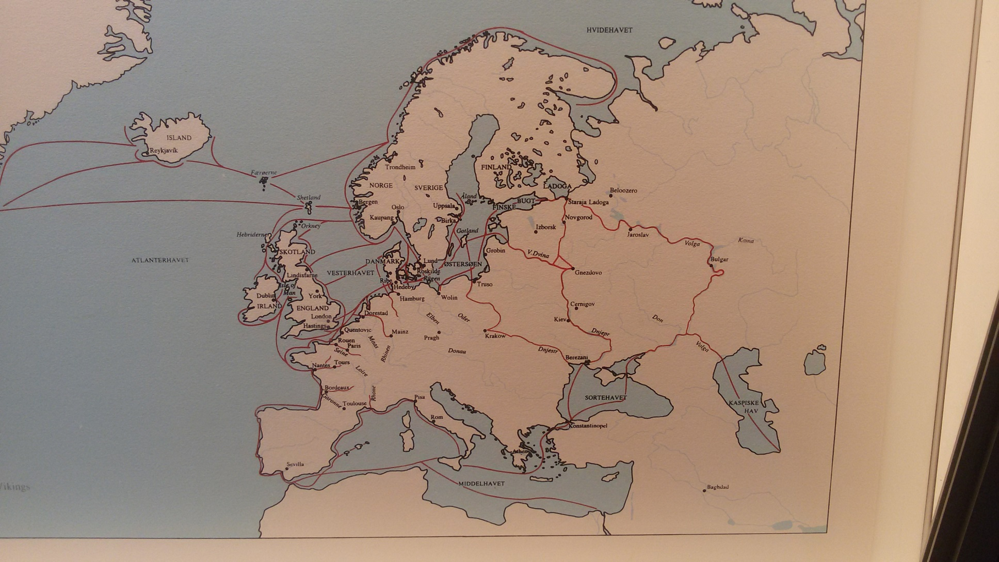 HVIDEHAVET
ISLAND
Reykjavík
Færøerne
Trondheim
FINLAND
NORGE
SVERIGE
LADOGA
Shetland
Bergen
Åland
BUGT
Beloozero
Oslo
Uppsala
FINSKE
Staraja Ladoga
Kaupang
Birka
Novgorod
Orkney
Gotland
Izborsk
Hebriderne
Jaroslav
Volga
Kama
SKOTLAND
Grobin
V.Dvina
ATLANTERHAVET
DANMARK
Lund
ØSTERSØEN
Bulgar
Lindisfarne
VESTERHAVET
Roskilde
Gnezdovo
Ribe
Rügen
Isle of
Man
Hedeby
Truso
Dublin
York
Hamburg
Wolin
IRLAND
ENGLAND
Dorestad
Cernigov
London
Elben
Oder
Kiev
Don
Hastings
Quentovic
Mainz
Dnjepr
Rouen
Paris
Maas
Pragh
Krakow
Seine
Rhinen
Donau
Dnjestr
Volga
Nantes
Tours
Berezani
Loire
Bordeaux
Garonne
Rhone
Toulouse
Pisa
SORTEHAVET
KASPISKE
HAV
Rom
Konstantinopel
Athen
Sevilla
MIDDELHAVET
Baghdad
Vikings